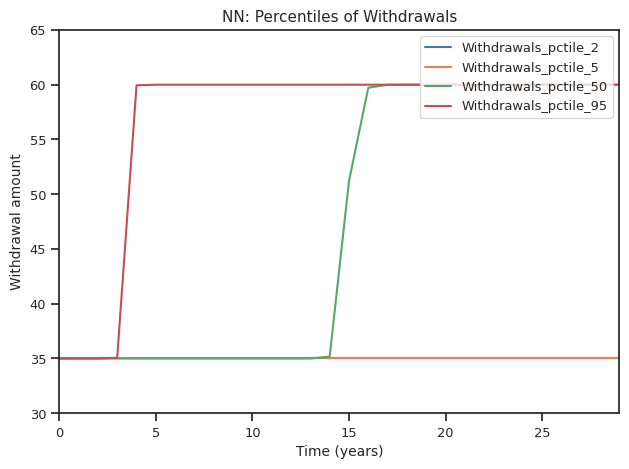 NN: Percentiles of Withdrawals
Withdrawals_pctile_2
Withdrawals_pctile_5
Withdrawals_pctile_50
Withdrawals_pctile_95
Withdrawal amount
65
60
55
50
45
40
35
30
0 5 10 15 20 25
Time (years)